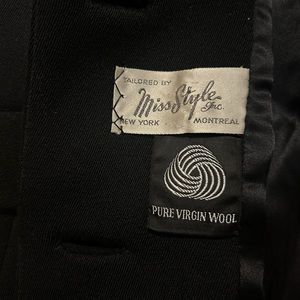 TAILORED BY
Miss Style Inc.
NEW YORK MONTREAL
PURE VIRGIN WOOL